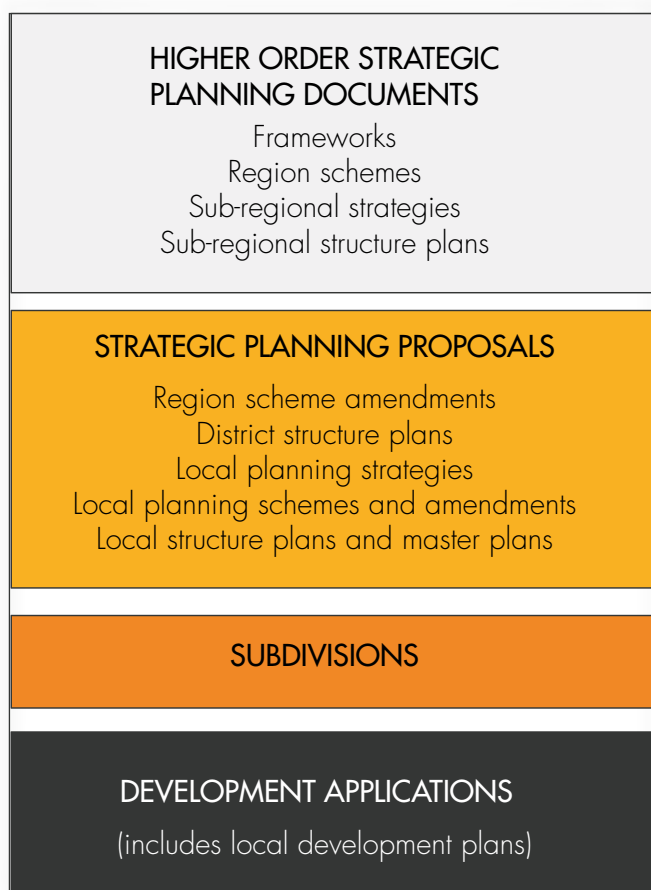 HIGHER ORDER STRATEGIC
PLANNING DOCUMENTS
Frameworks
Region schemes
Sub-regional strategies
Sub-regional structure plans
STRATEGIC PLANNING PROPOSALS
Region scheme amendments
District structure plans
Local planning strategies
Local planning schemes and amendments
Local structure plans and master plans
SUBDIVISIONS
DEVELOPMENT APPLICATIONS
(includes local development plans)